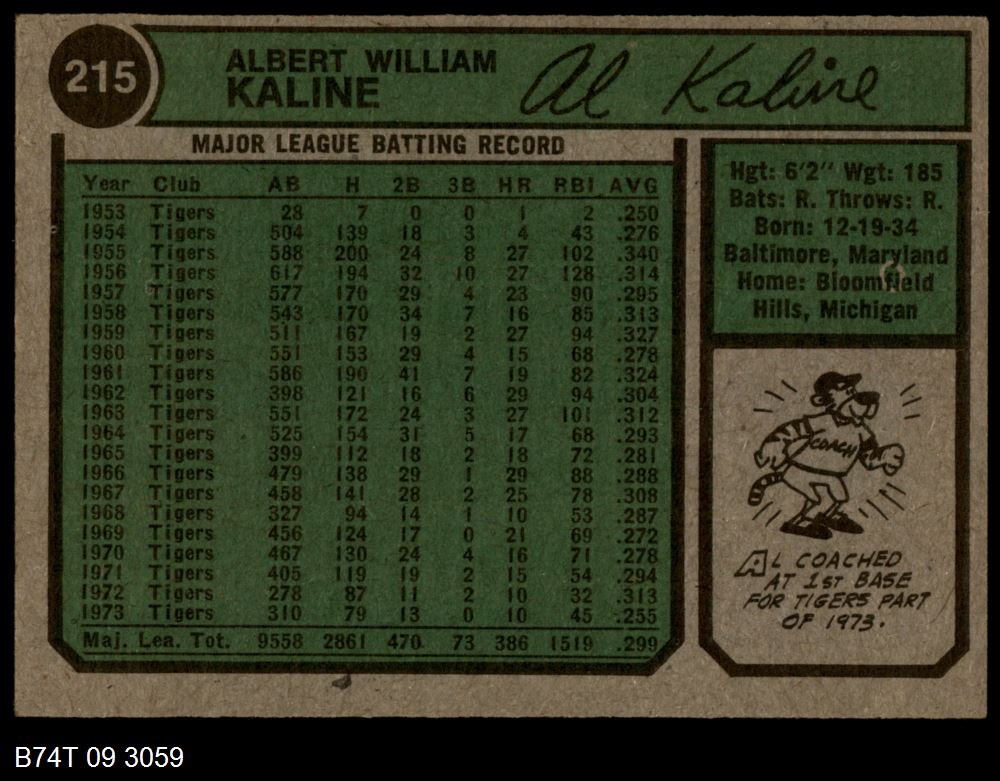 215
ALBERT WILLIAM
KALINE
Al Kaline
MAJOR LEAGUE BATTING RECORD
Year Club AB H 2B 3B HR RBI AVG
1953 Tigers 28 7 0 0 1 2 .250
1954 Tigers 504 139 18 3 4 43 .276
1955 Tigers 588 200 24 8 27 102 .340
1956 Tigers 617 194 32 10 27 128 .314
1957 Tigers 577 170 29 4 23 90 .295
1958 Tigers 543 170 34 7 16 85 .313
1959 Tigers 511 167 19 2 27 94 .327
1960 Tigers 551 153 29 4 15 68 .278
1961 Tigers 586 190 41 7 19 82 .324
1962 Tigers 398 121 16 6 29 94 .304
1963 Tigers 551 172 24 3 27 101 .312
1964 Tigers 525 154 31 5 17 68 .293
1965 Tigers 399 112 18 2 18 72 .281
1966 Tigers 479 138 29 1 29 88 .288
1967 Tigers 458 141 28 2 25 78 .308
1968 Tigers 327 94 14 1 10 53 .287
1969 Tigers 456 124 17 0 21 69 .272
1970 Tigers 467 130 24 4 16 71 .278
1971 Tigers 405 119 19 2 15 54 .294
1972 Tigers 278 87 11 2 10 32 .313
1973 Tigers 310 79 13 0 10 45 .255
Maj. Lea. Tot. 9558 2861 470 73 386 1519 .299
Hgt: 6'2" Wgt: 185
Bats: R. Throws: R.
Born: 12-19-34
Baltimore, Maryland
Home: Bloomfield
Hills, Michigan
COACH
AL COACHED
AT 1ST BASE
FOR TIGERS PART
OF 1973.
B74T 09 3059